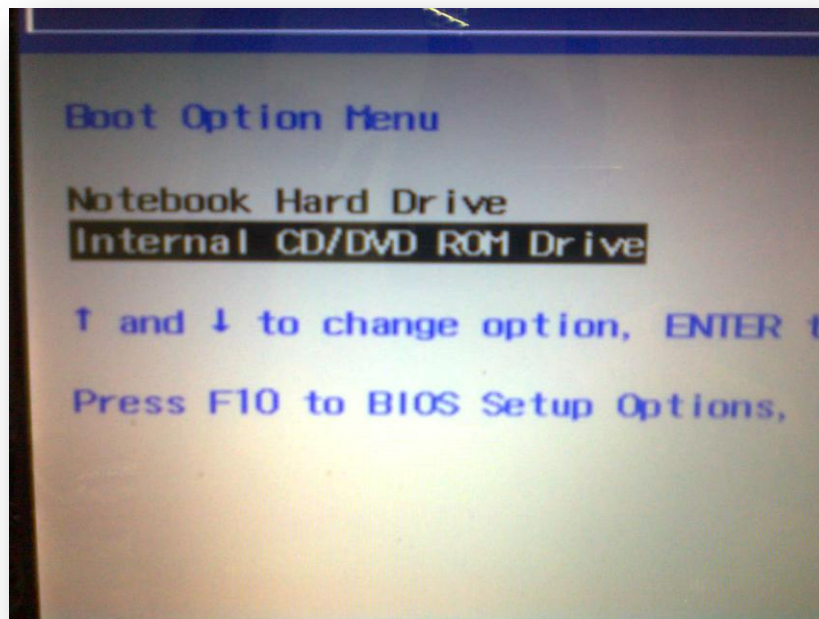 Boot Option Menu
Notebook Hard Drive
Internal CD/DVD ROM Drive
↑ and ↓ to change option, ENTER
Press F10 to BIOS Setup Options,